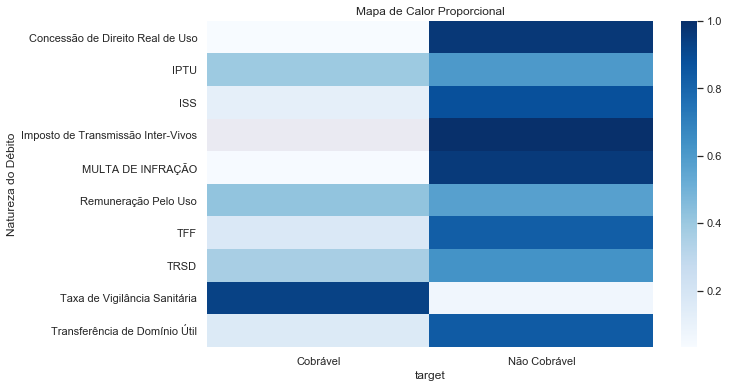 Mapa de Calor Proporcional
Natureza do Débito
Concessão de Direito Real de Uso
IPTU
ISS
Imposto de Transmissão Inter-Vivos
MULTA DE INFRAÇÃO
Remuneração Pelo Uso
TFF
TRSD
Taxa de Vigilância Sanitária
Transferência de Domínio Útil
Cobrável
Não Cobrável
target
1.0
0.8
0.6
0.4
0.2